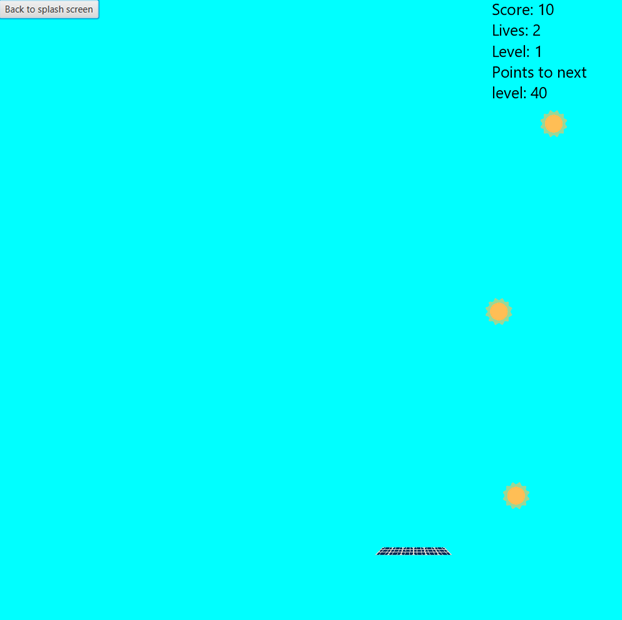 Back to splash screen
Score: 10
Lives: 2
Level: 1
Points to next
level: 40